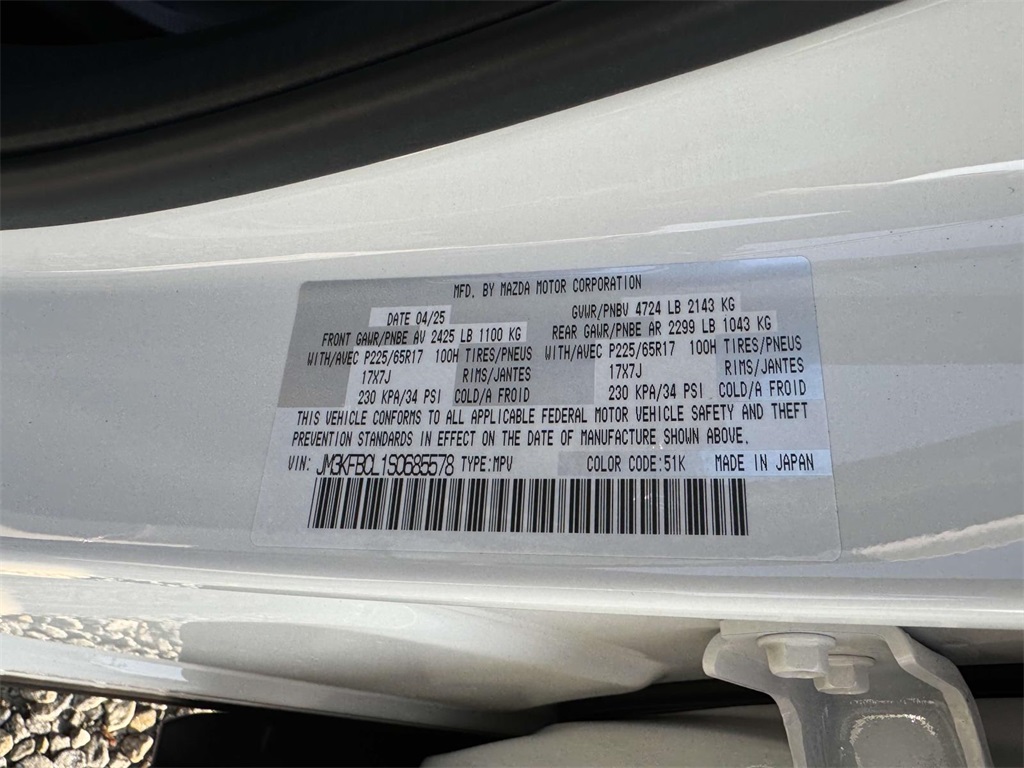 MFD. BY MAZDA MOTOR CORPORATION
DATE 04/25 GVWR/PNBV 4724 LB 2143 KG
FRONT GAWR/PNBE AV 2425 LB 1100 KG REAR GAWR/PNBE AR 2299 LB 1043 KG
WITH/AVEC P225/65R17 100H TIRES/PNEUS WITH/AVEC P225/65R17 100H TIRES/PNEUS
17X7J RIMS/JANTES 17X7J RIMS/JANTES
230 KPA/34 PSI COLD/A FROID 230 KPA/34 PSI COLD/A FROID
THIS VEHICLE CONFORMS TO ALL APPLICABLE FEDERAL MOTOR VEHICLE SAFETY AND THEFT
PREVENTION STANDARDS IN EFFECT ON THE DATE OF MANUFACTURE SHOWN ABOVE.
VIN: JM3KFBCL1S0685578 TYPE:MPV COLOR CODE:51K MADE IN JAPAN